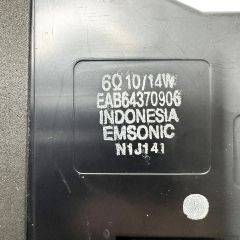 6Ω 10/14W
EAB64370906
INDONESIA
EMSONIC
N1J141